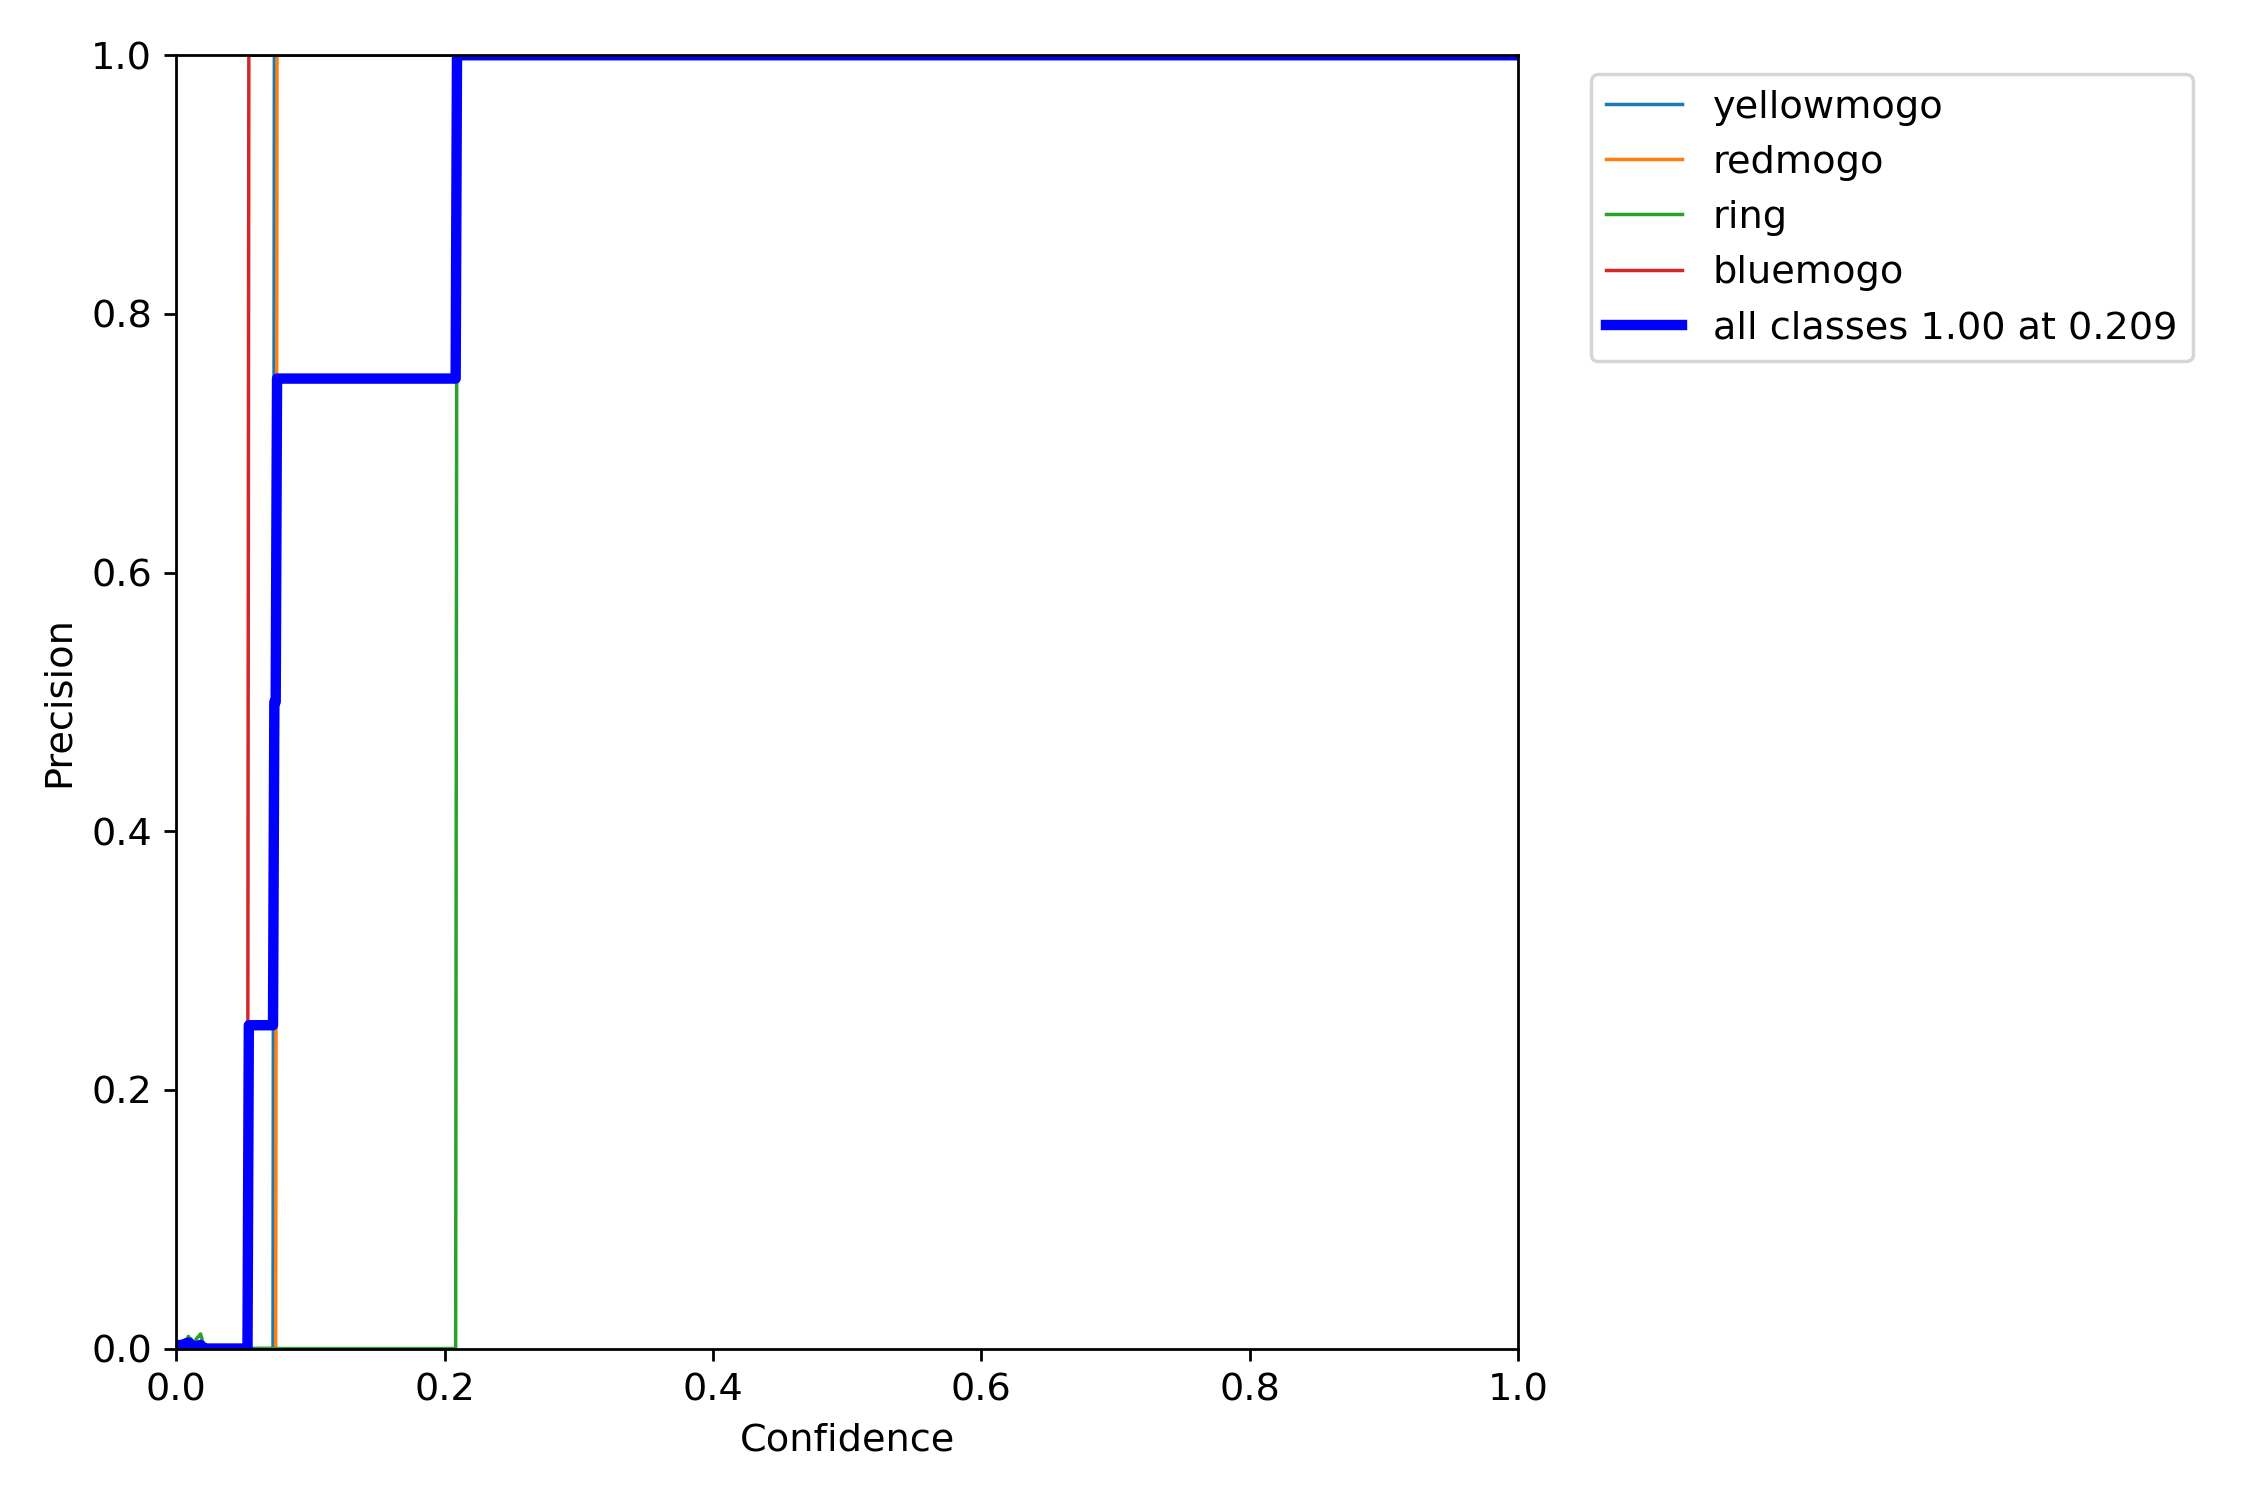 1.0
0.8
0.6
0.4
0.2
0.0
Precision
0.0 0.2 0.4 0.6 0.8 1.0
Confidence
yellowmogo
redmogo
ring
bluemogo
all classes 1.00 at 0.209